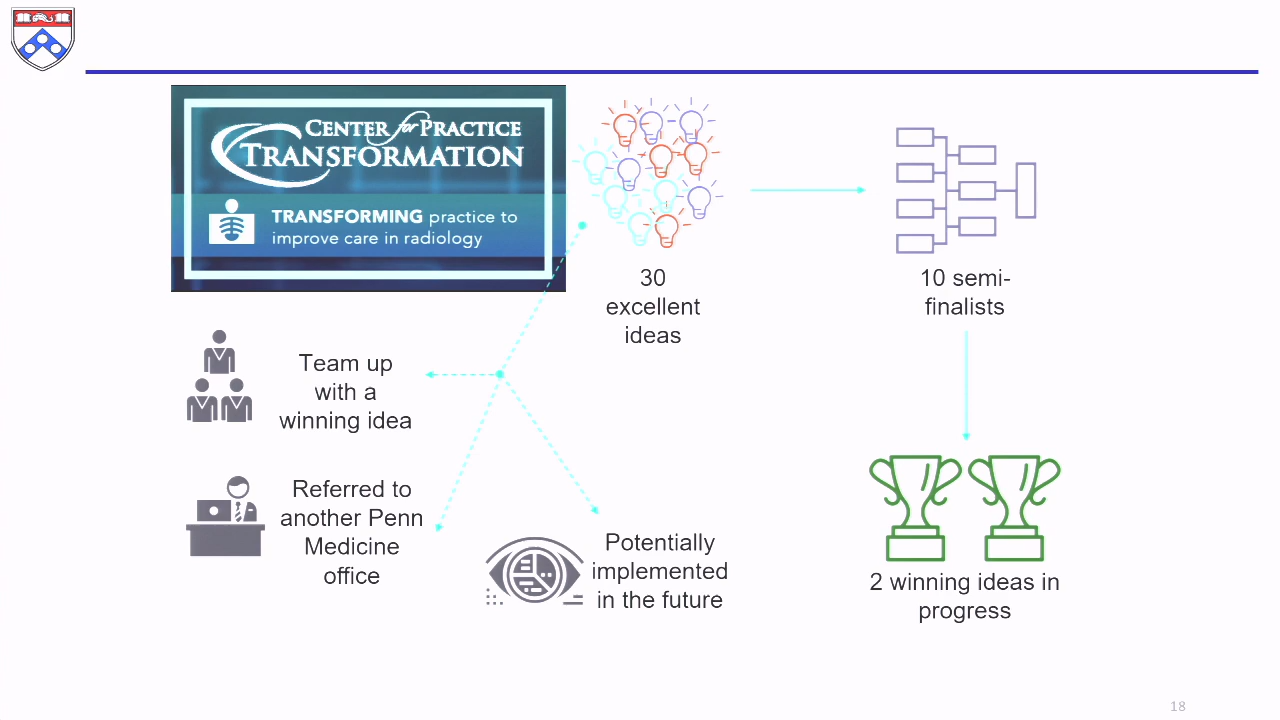 CENTER for PRACTICE
TRANSFORMATION
TRANSFORMING practice to
improve care in radiology
30
excellent
ideas
10 semi-
finalists
Team up
with a
winning idea
Referred to
another Penn
Medicine
office
Potentially
implemented
in the future
2 winning ideas in
progress
18